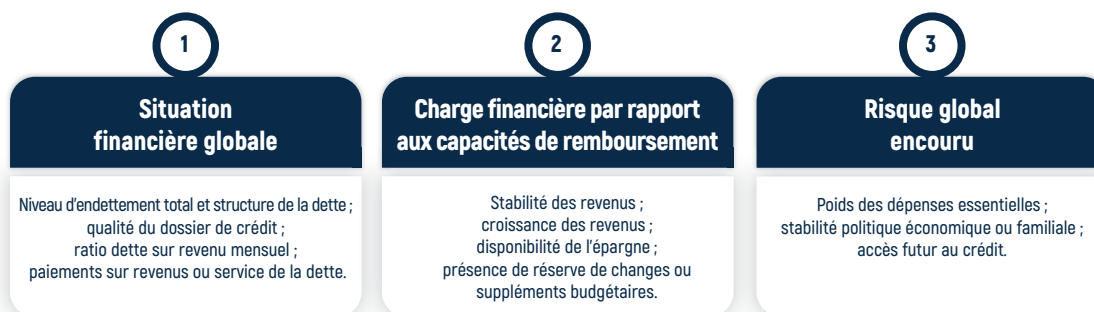 1
Situation
financière globale
Niveau d'endettement total et structure de la dette ;
qualité du dossier de crédit ;
ratio dette sur revenu mensuel ;
paiements sur revenus ou service de la dette.
2
Charge financière par rapport
aux capacités de remboursement
Stabilité des revenus ;
croissance des revenus ;
disponibilité de l'épargne ;
présence de réserve de changes ou
suppléments budgétaires.
3
Risque global
encouru
Poids des dépenses essentielles ;
stabilité politique économique ou familiale ;
accès futur au crédit.